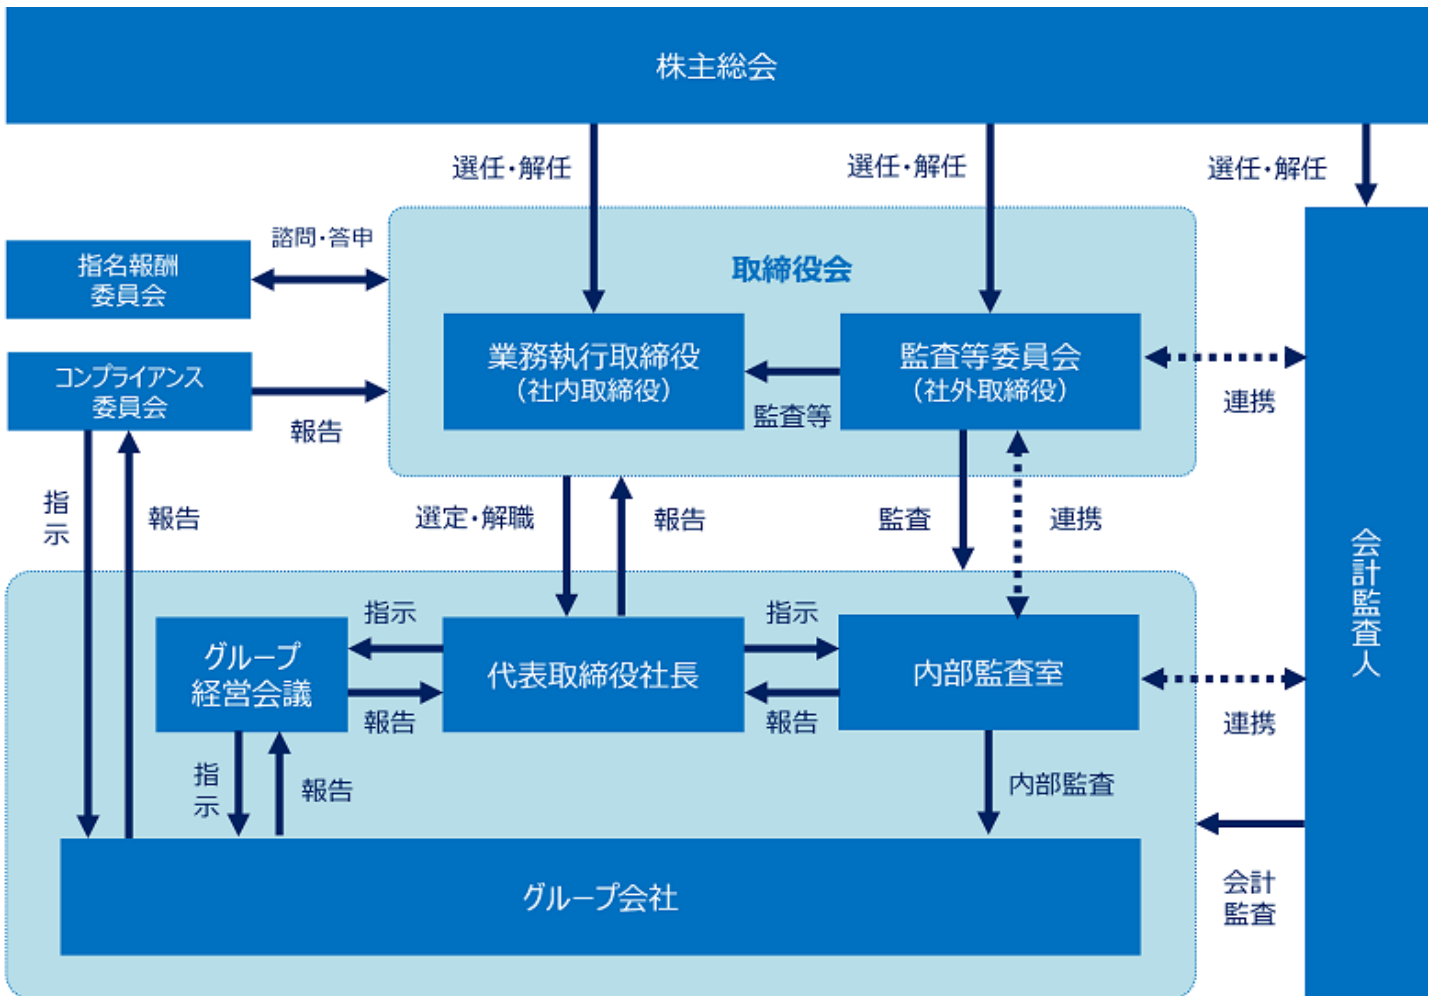 株主総会
選任・解任
選任・解任
選任・解任
指名報酬
委員会
諮問・答申
取締役会
コンプライアンス
委員会
報告
業務執行取締役
（社内取締役）
監査等
監査等委員会
（社外取締役）
連携
指
示
報告
選定・解職
報告
監査
連携
会計監査人
グループ
経営会議
指示
報告
代表取締役社長
指示
報告
内部監査室
連携
指
示
報告
内部監査
会計
監査
グループ会社